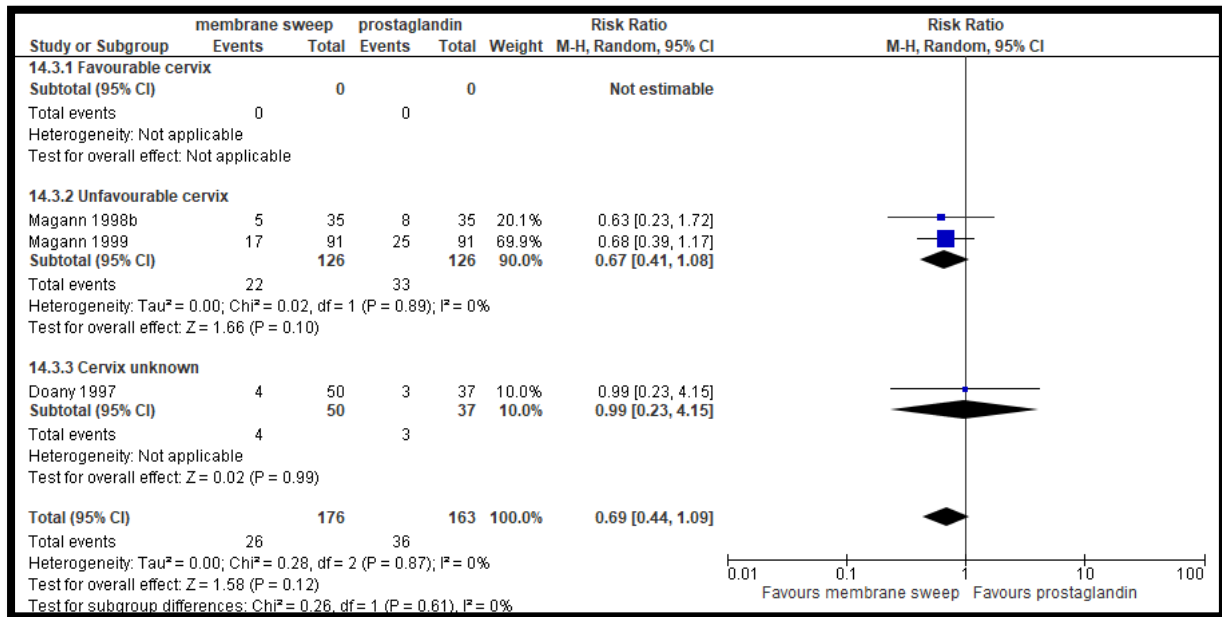 membrane sweep prostaglandin Risk Ratio Risk Ratio
Study or Subgroup Events Total Events Total Weight M-H, Random, 95% CI M-H, Random, 95% CI
14.3.1 Favourable cervix
Subtotal (95% CI) 0 0 Not estimable
Total events 0 0
Heterogeneity: Not applicable
Test for overall effect: Not applicable
14.3.2 Unfavourable cervix
Magann 1998b 5 35 8 35 20.1% 0.63 [0.23, 1.72]
Magann 1999 17 91 25 91 69.9% 0.68 [0.39, 1.17]
Subtotal (95% CI) 126 126 90.0% 0.67 [0.41, 1.08]
Total events 22 33
Heterogeneity: Tau² = 0.00; Chi² = 0.02, df = 1 (P = 0.89); I² = 0%
Test for overall effect: Z = 1.66 (P = 0.10)
14.3.3 Cervix unknown
Doany 1997 4 50 3 37 10.0% 0.99 [0.23, 4.15]
Subtotal (95% CI) 50 37 10.0% 0.99 [0.23, 4.15]
Total events 4 3
Heterogeneity: Not applicable
Test for overall effect: Z = 0.02 (P = 0.99)
Total (95% CI) 176 163 100.0% 0.69 [0.44, 1.09]
Total events 26 36
Heterogeneity: Tau² = 0.00; Chi² = 0.28, df = 2 (P = 0.87); I² = 0%
Test for overall effect: Z = 1.58 (P = 0.12)
Test for subgroup differences: Chi² = 0.26, df = 1 (P = 0.61), I² = 0%
0.01 0.1 1 10 100
Favours membrane sweep Favours prostaglandin